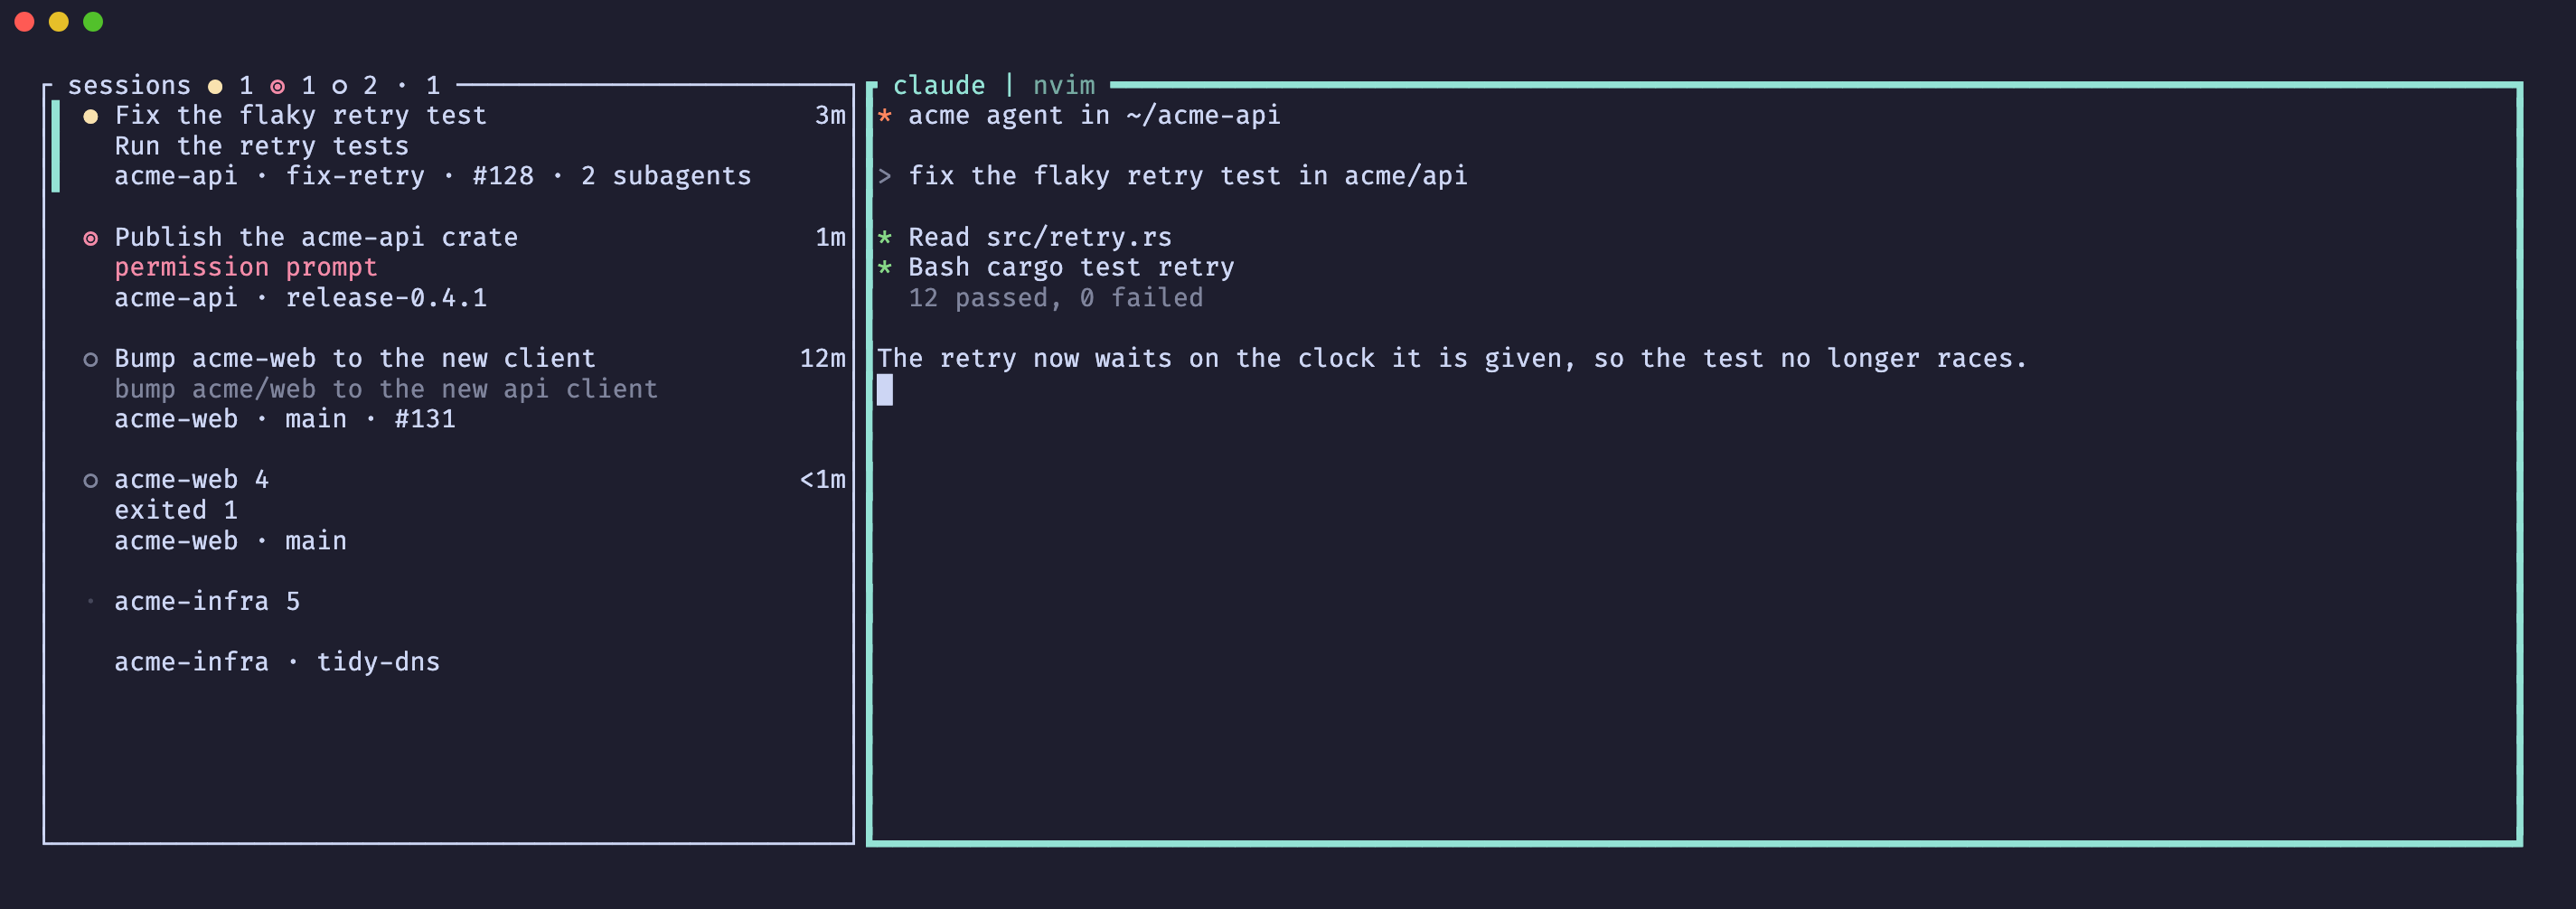 sessions ● 1 ◉ 1 ○ 2 · 1
● Fix the flaky retry test 3m
Run the retry tests
acme-api · fix-retry · #128 · 2 subagents
◉ Publish the acme-api crate 1m
permission prompt
acme-api · release-0.4.1
○ Bump acme-web to the new client 12m
bump acme/web to the new api client
acme-web · main · #131
○ acme-web 4 <1m
exited 1
acme-web · main
· acme-infra 5
acme-infra · tidy-dns
claude | nvim
* acme agent in ~/acme-api
> fix the flaky retry test in acme/api
* Read src/retry.rs
* Bash cargo test retry
12 passed, 0 failed
The retry now waits on the clock it is given, so the test no longer races.